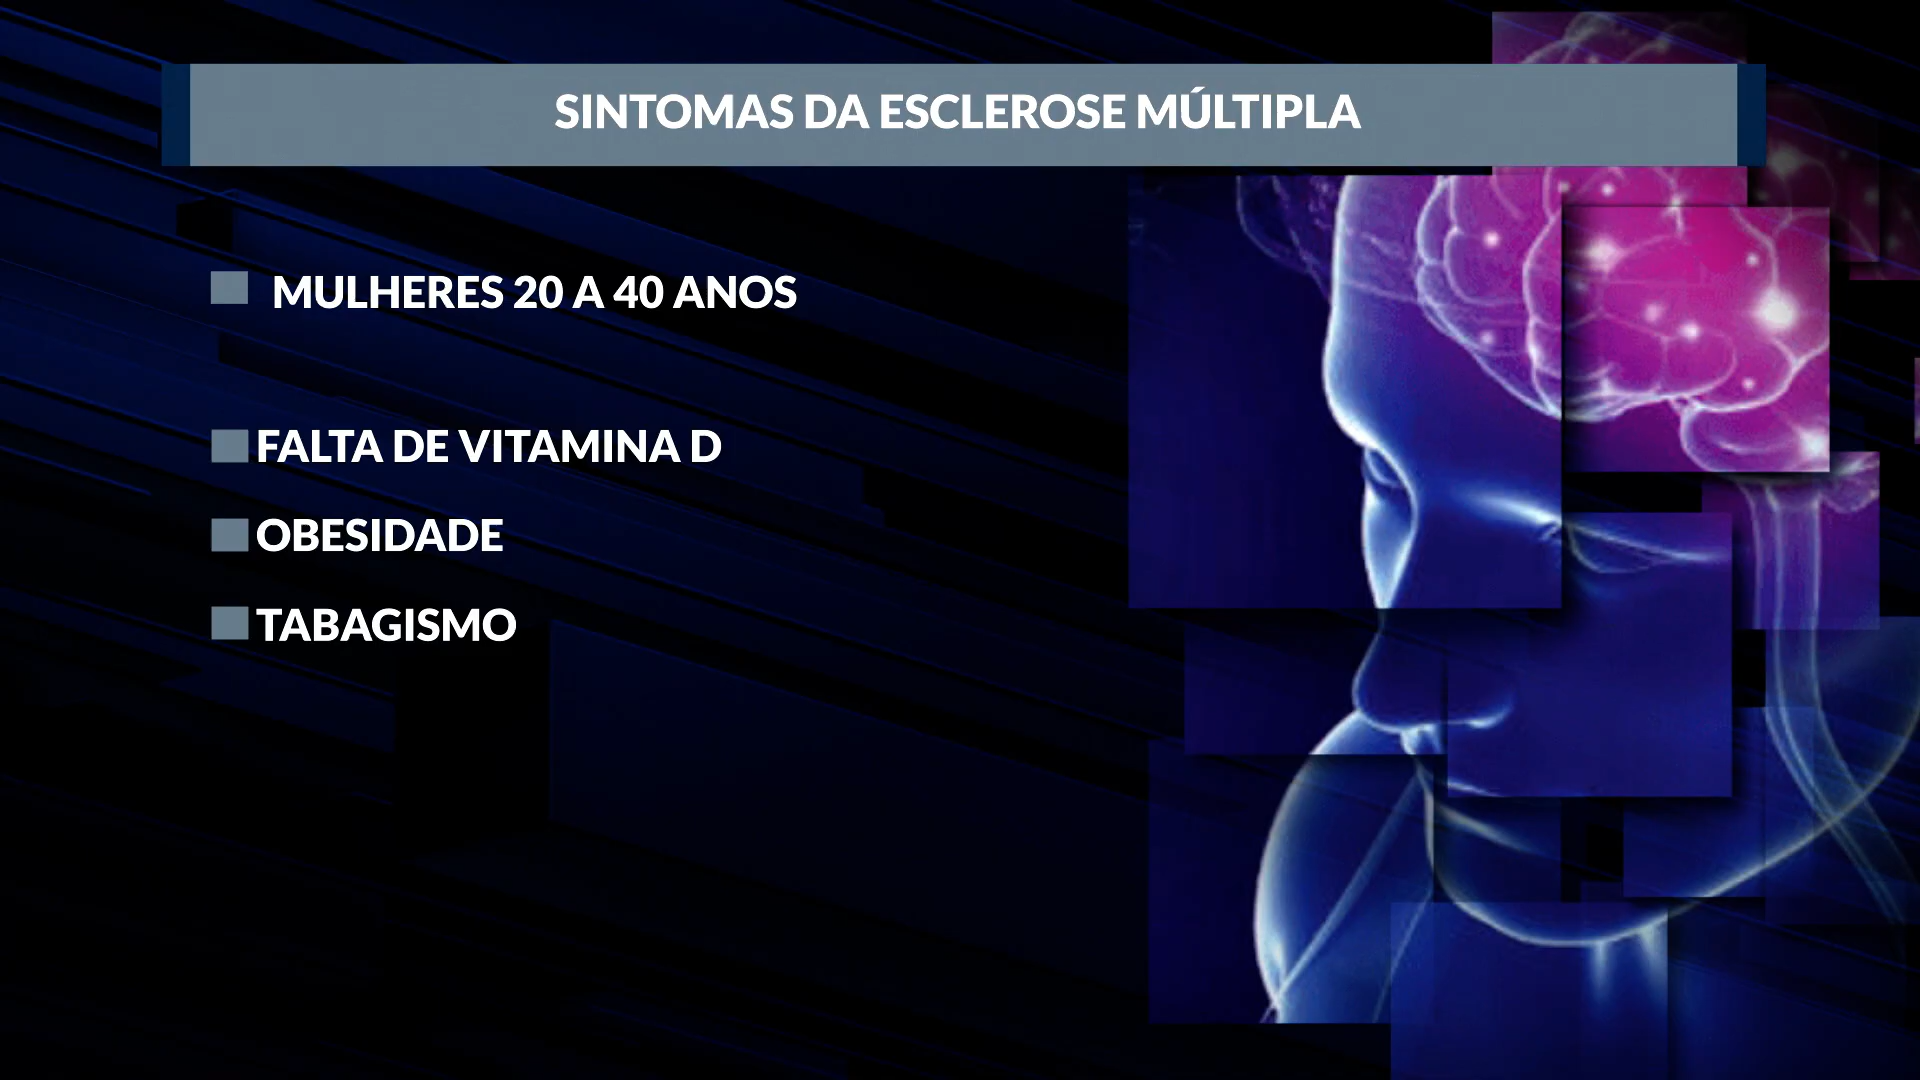 SINTOMAS DA ESCLEROSE MÚLTIPLA
MULHERES 20 A 40 ANOS
FALTA DE VITAMINA D
OBESIDADE
TABAGISMO